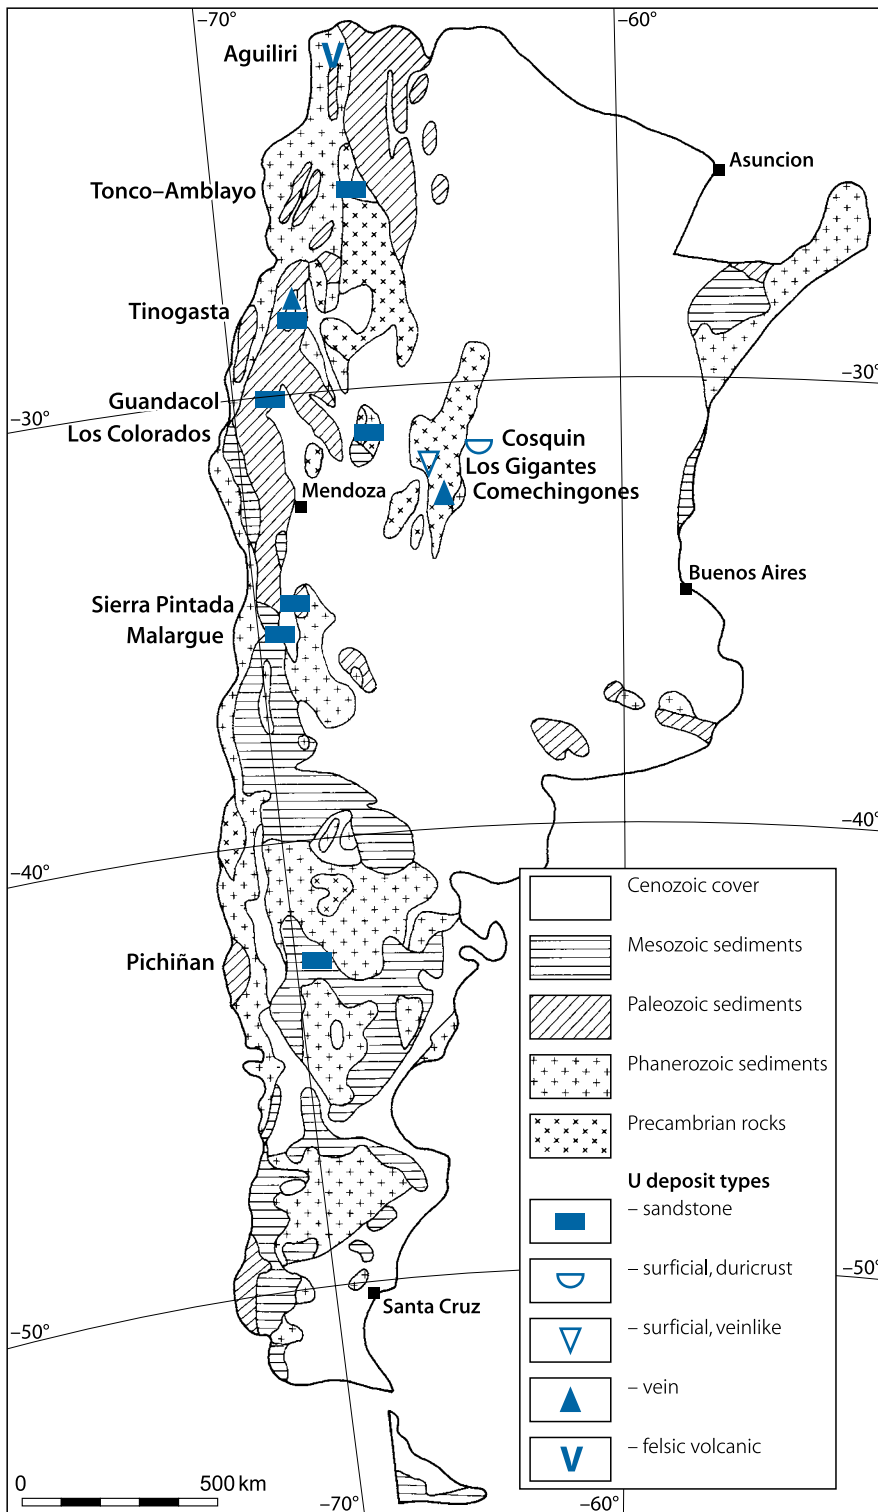 –70°
–60°
Aguiliri
Asuncion
Tonco–Amblayo
Tinogasta
–30°
Guandacol
–30°
Los Colorados
Cosquin
Los Gigantes
Mendoza
Comechingones
Buenos Aires
Sierra Pintada
Malargue
–40°
–40°
Cenozoic cover
Mesozoic sediments
Pichiñan
Paleozoic sediments
Phanerozoic sediments
Precambrian rocks
U deposit types
– sandstone
– surficial, duricrust
–50°
Santa Cruz
–50°
– surficial, veinlike
– vein
– felsic volcanic
0 500 km
–70°
–60°
V
V